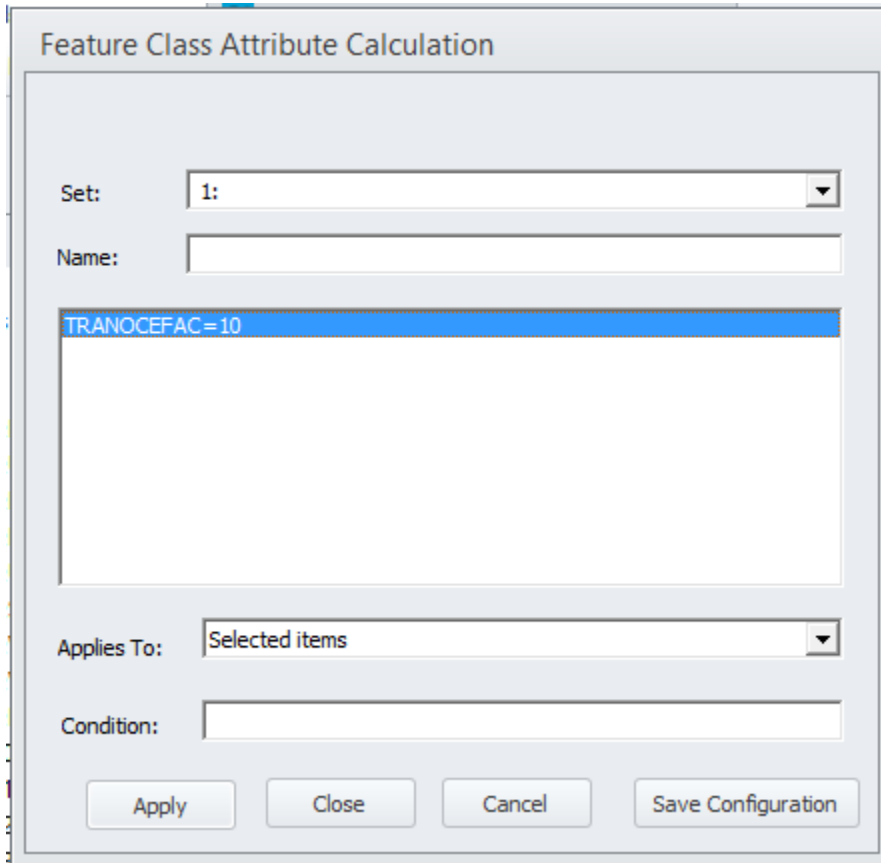 Feature Class Attribute Calculation
Set: 1:
Name:
TRANOCEFAC=10
Applies To: Selected items
Condition:
Apply Close Cancel Save Configuration